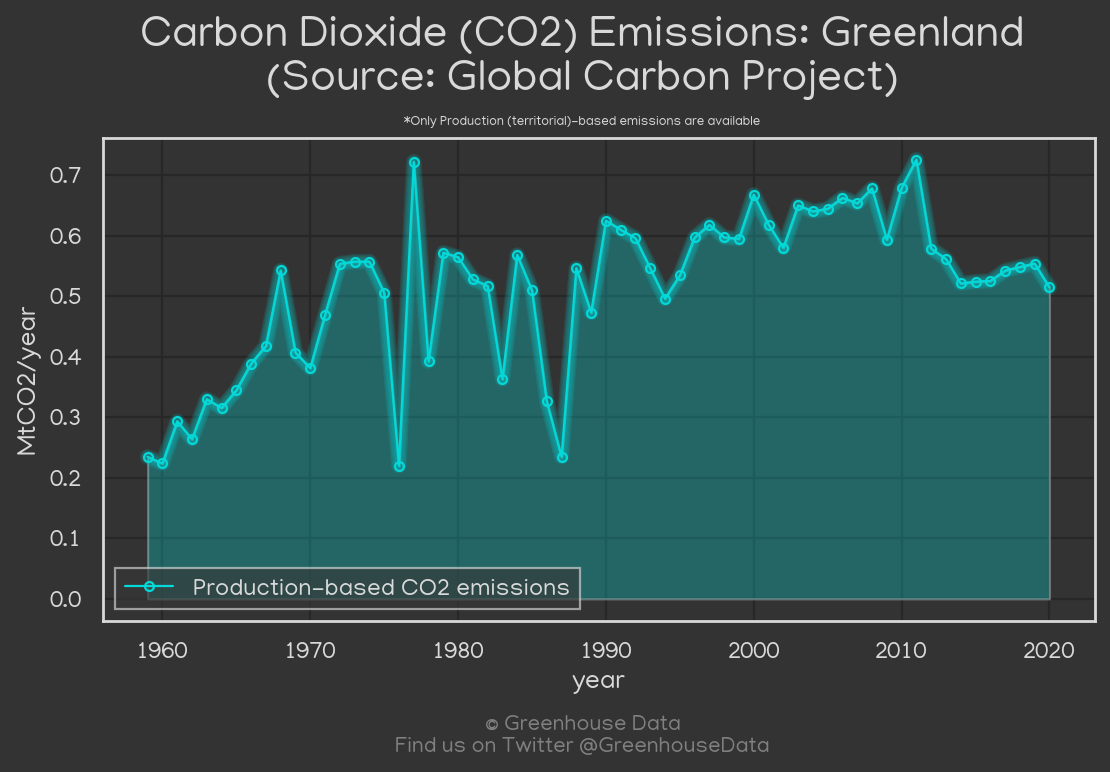 Carbon Dioxide (CO2) Emissions: Greenland
(Source: Global Carbon Project)
*Only Production (territorial)-based emissions are available
MtCO2/year
0.7
0.6
0.5
0.4
0.3
0.2
0.1
0.0
Production-based CO2 emissions
1960 1970 1980 1990 2000 2010 2020
year
© Greenhouse Data
Find us on Twitter @GreenhouseData